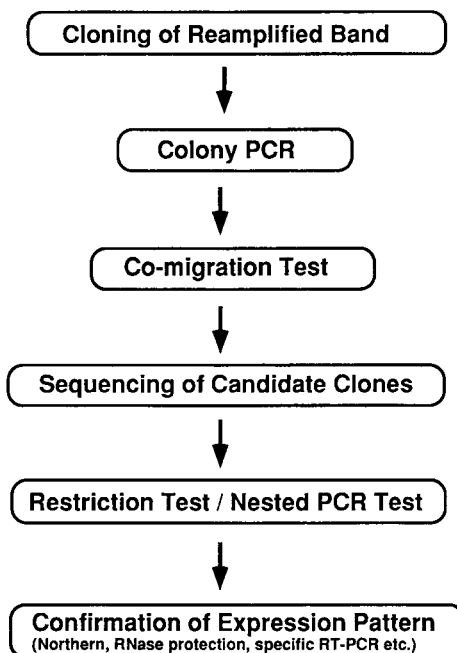 Cloning of Reamplified Band
Colony PCR
Co-migration Test
Sequencing of Candidate Clones
Restriction Test / Nested PCR Test
Confirmation of Expression Pattern
(Northern, RNase protection, specific RT-PCR etc.)